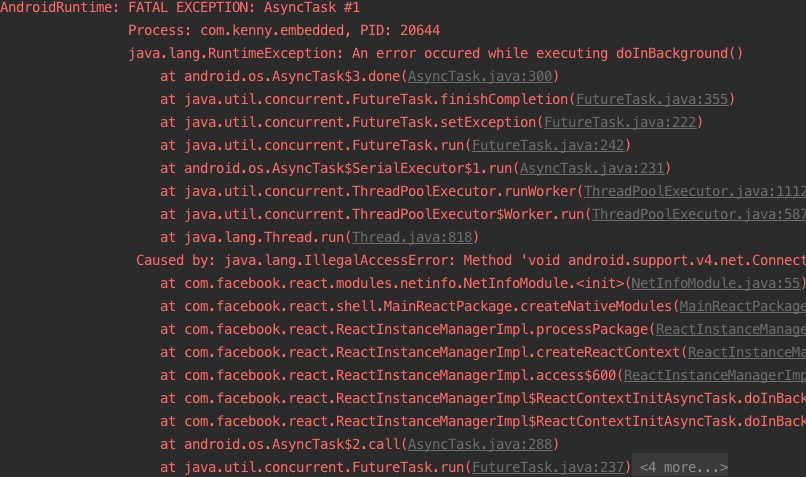 AndroidRuntime: FATAL EXCEPTION: AsyncTask #1
Process: com.kenny.embedded, PID: 20644
java.lang.RuntimeException: An error occured while executing doInBackground()
at android.os.AsyncTask$3.done(AsyncTask.java:300)
at java.util.concurrent.FutureTask.finishCompletion(FutureTask.java:355)
at java.util.concurrent.FutureTask.setException(FutureTask.java:222)
at java.util.concurrent.FutureTask.run(FutureTask.java:242)
at android.os.AsyncTask$SerialExecutor$1.run(AsyncTask.java:231)
at java.util.concurrent.ThreadPoolExecutor.runWorker(ThreadPoolExecutor.java:1112
at java.util.concurrent.ThreadPoolExecutor$Worker.run(ThreadPoolExecutor.java:587
at java.lang.Thread.run(Thread.java:818)
Caused by: java.lang.IllegalAccessError: Method 'void android.support.v4.net.Connect
at com.facebook.react.modules.netinfo.NetInfoModule.<init>(NetInfoModule.java:55)
at com.facebook.react.shell.MainReactPackage.createNativeModules(MainReactPackage
at com.facebook.react.ReactInstanceManagerImpl.processPackage(ReactInstanceManage
at com.facebook.react.ReactInstanceManagerImpl.createReactContext(ReactInstanceMa
at com.facebook.react.ReactInstanceManagerImpl.access$600(ReactInstanceManagerImp
at com.facebook.react.ReactInstanceManagerImpl$ReactContextInitAsyncTask.doInBack
at com.facebook.react.ReactInstanceManagerImpl$ReactContextInitAsyncTask.doInBack
at android.os.AsyncTask$2.call(AsyncTask.java:288)
at java.util.concurrent.FutureTask.run(FutureTask.java:237) <4 more...>